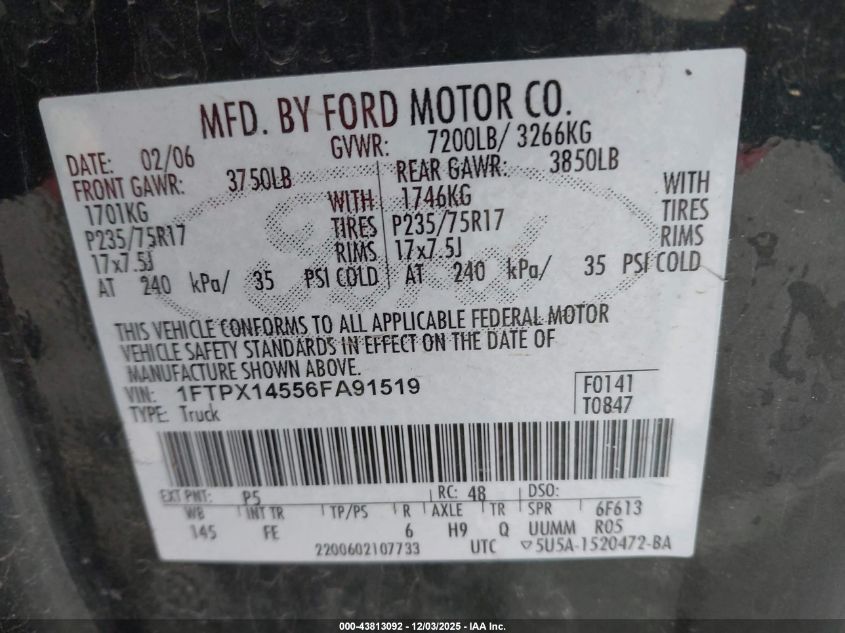 MFD. BY FORD MOTOR CO.
DATE: 02/06 GVWR: 7200LB/ 3266KG
FRONT GAWR: 3750LB REAR GAWR: 3850LB
1701KG WITH 1746KG WITH
P235/75R17 TIRES P235/75R17 TIRES
17x7.5J RIMS 17x7.5J RIMS
AT 240 kPa/ 35 PSI COLD AT 240 kPa/ 35 PSI COLD
THIS VEHICLE CONFORMS TO ALL APPLICABLE FEDERAL MOTOR
VEHICLE SAFETY STANDARDS IN EFFECT ON THE DATE OF
MANUFACTURE SHOWN ABOVE.
VIN: 1FTPX14556FA91519 F0141
TYPE: Truck T0847
EXT PNT: P5 RC: 48 DSO:
WB INT TR TP/PS R AXLE TR SPR 6F613
145 FE 6 H9 Q UUMM R05
2200602107733 UTC ▽5U5A-1520472-BA
000-43813092 - 12/03/2025 - IAA Inc.